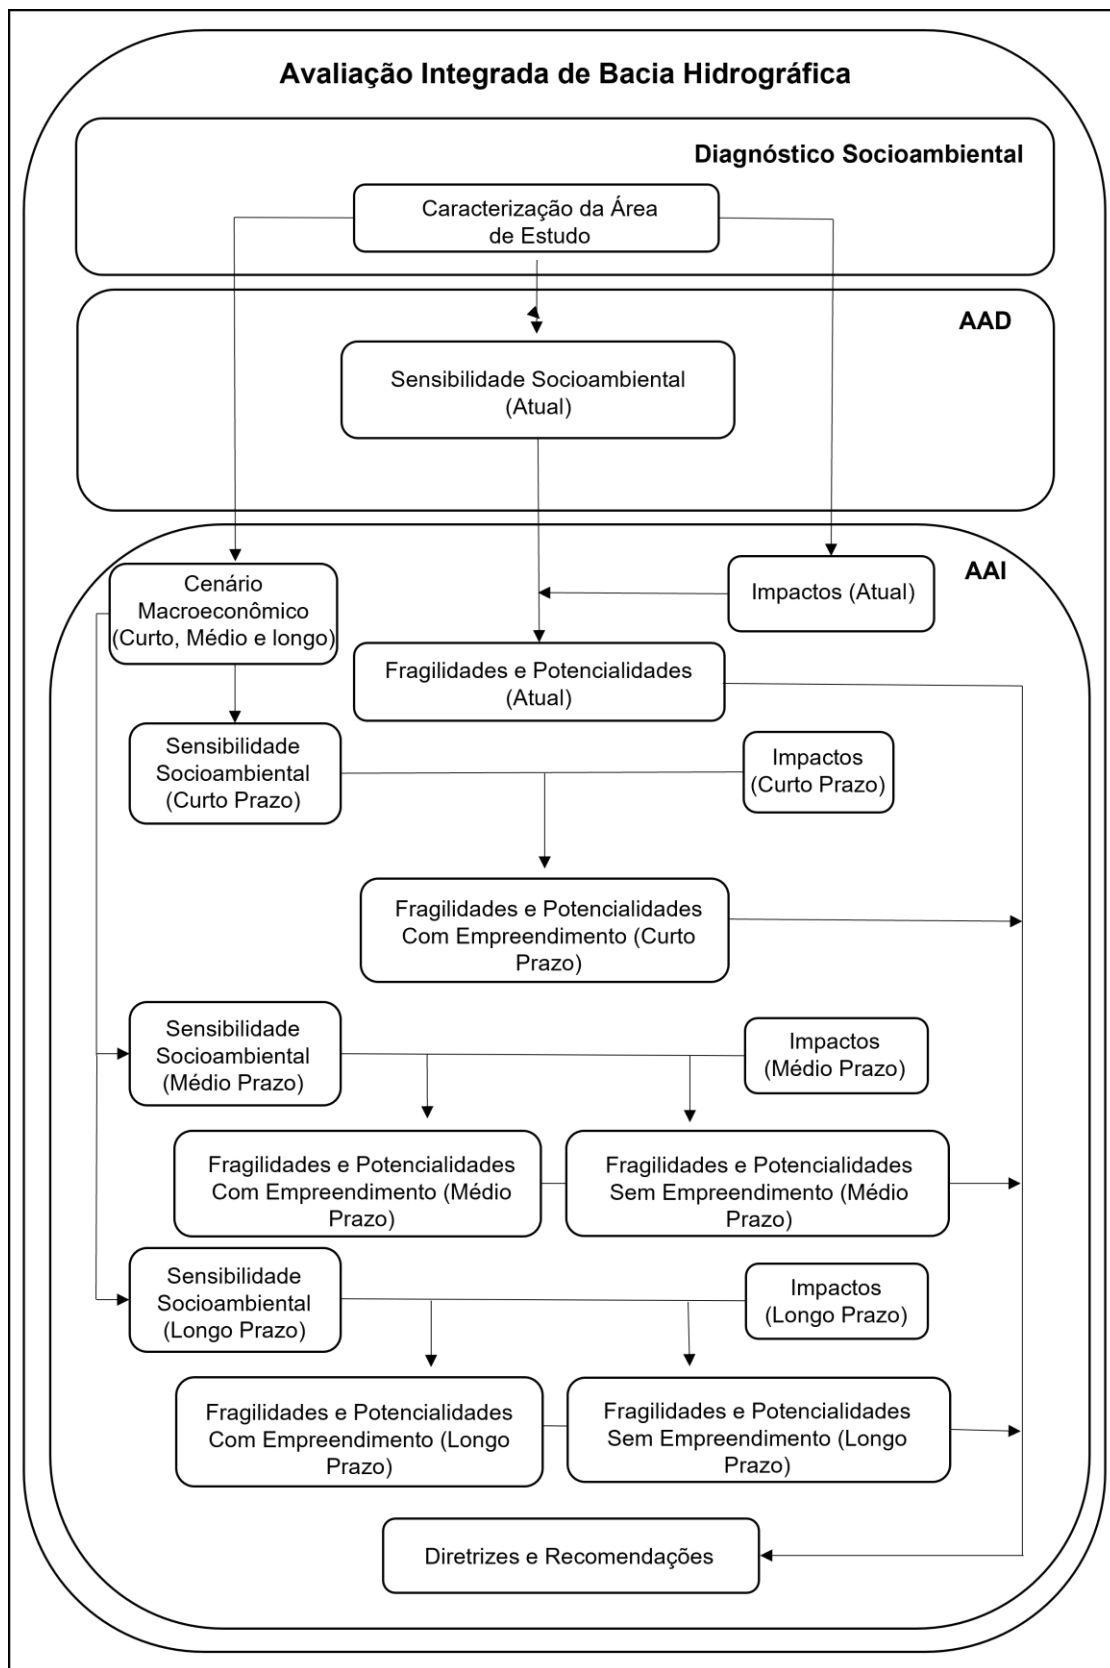 Avaliação Integrada de Bacia Hidrográfica
Diagnóstico Socioambiental
Caracterização da Área
de Estudo
AAD
Sensibilidade Socioambiental
(Atual)
AAI
Cenário
Macroeconômico
(Curto, Médio e longo)
Impactos (Atual)
Fragilidades e Potencialidades
(Atual)
Sensibilidade
Socioambiental
(Curto Prazo)
Impactos
(Curto Prazo)
Fragilidades e Potencialidades
Com Empreendimento (Curto
Prazo)
Sensibilidade
Socioambiental
(Médio Prazo)
Impactos
(Médio Prazo)
Fragilidades e Potencialidades
Com Empreendimento (Médio
Prazo)
Fragilidades e Potencialidades
Sem Empreendimento (Médio
Prazo)
Sensibilidade
Socioambiental
(Longo Prazo)
Impactos
(Longo Prazo)
Fragilidades e Potencialidades
Com Empreendimento (Longo
Prazo)
Fragilidades e Potencialidades
Sem Empreendimento (Longo
Prazo)
Diretrizes e Recomendações